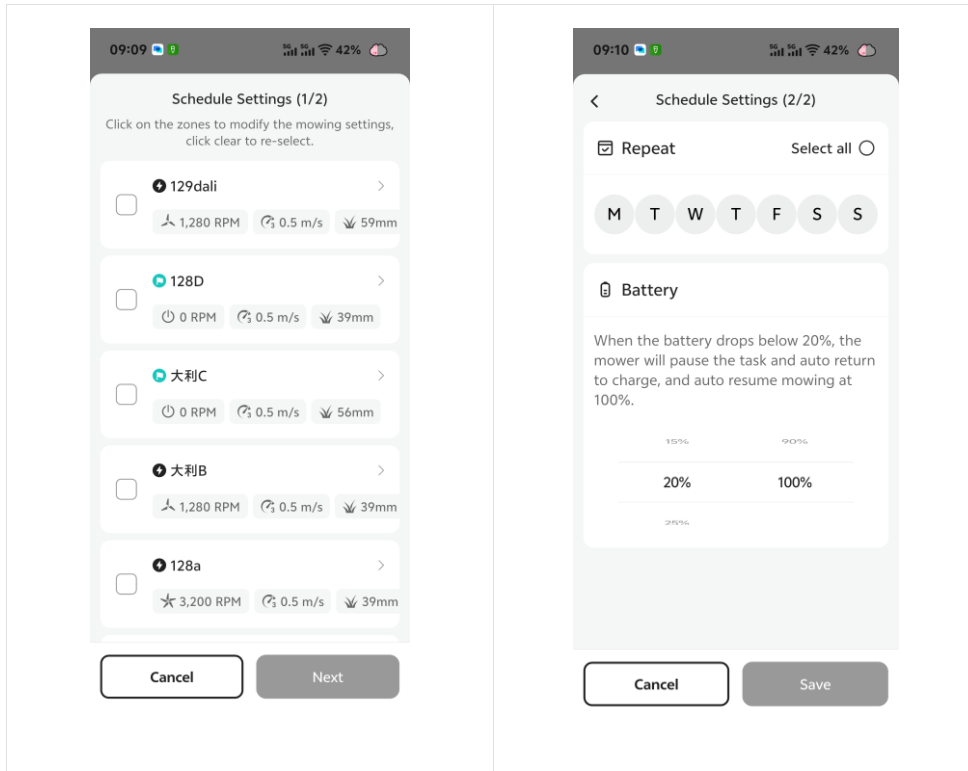 09:09
5G 5G 42%
Schedule Settings (1/2)
Click on the zones to modify the mowing settings,
click clear to re-select.
129dali
1,280 RPM 0.5 m/s 59mm
128D
0 RPM 0.5 m/s 39mm
大利C
0 RPM 0.5 m/s 56mm
大利B
1,280 RPM 0.5 m/s 39mm
128a
3,200 RPM 0.5 m/s 39mm
Cancel Next
09:10
5G 5G 42%
Schedule Settings (2/2)
Repeat Select all
M T W T F S S
Battery
When the battery drops below 20%, the
mower will pause the task and auto return
to charge, and auto resume mowing at
100%.
15% 90%
20% 100%
25%
Cancel Save